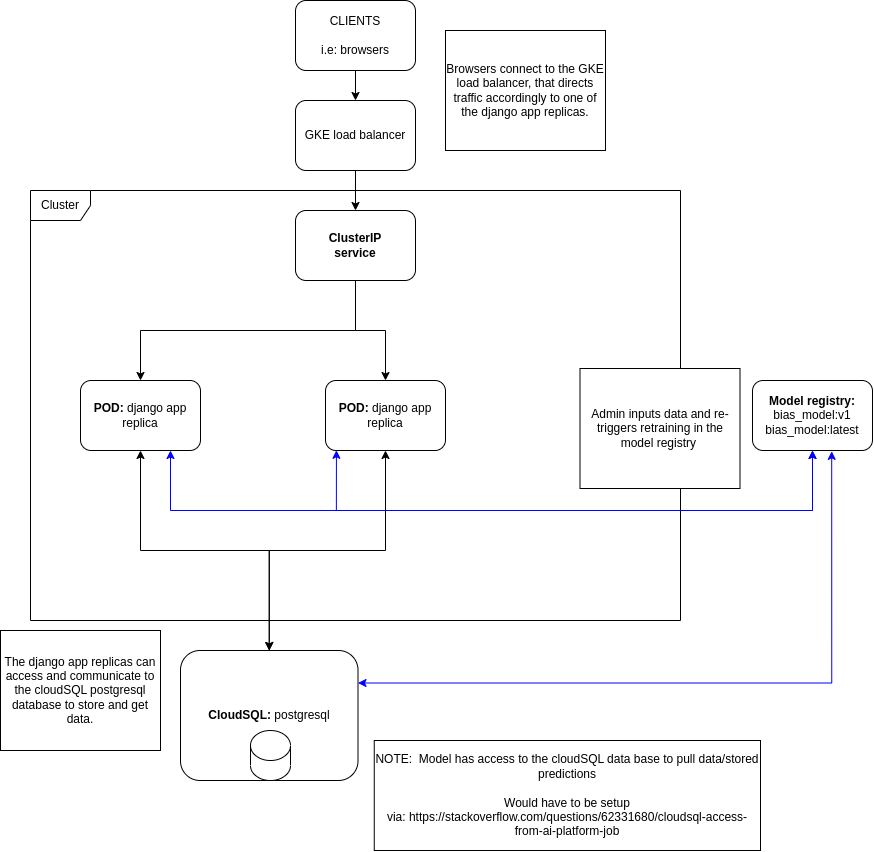 CLIENTS
i.e: browsers
Browsers connect to the GKE
load balancer, that directs
traffic accordingly to one of
the django app replicas.
GKE load balancer
Cluster
ClusterIP
service
POD: django app
replica
POD: django app
replica
Admin inputs data and re-
triggers retraining in the
model registry
Model registry:
bias_model:v1
bias_model:latest
The django app replicas can
access and communicate to
the cloudSQL postgresql
database to store and get
data.
CloudSQL: postgresql
NOTE:  Model has access to the cloudSQL data base to pull data/stored
predictions
Would have to be setup
via: https://stackoverflow.com/questions/62331680/cloudsql-access-
from-ai-platform-job